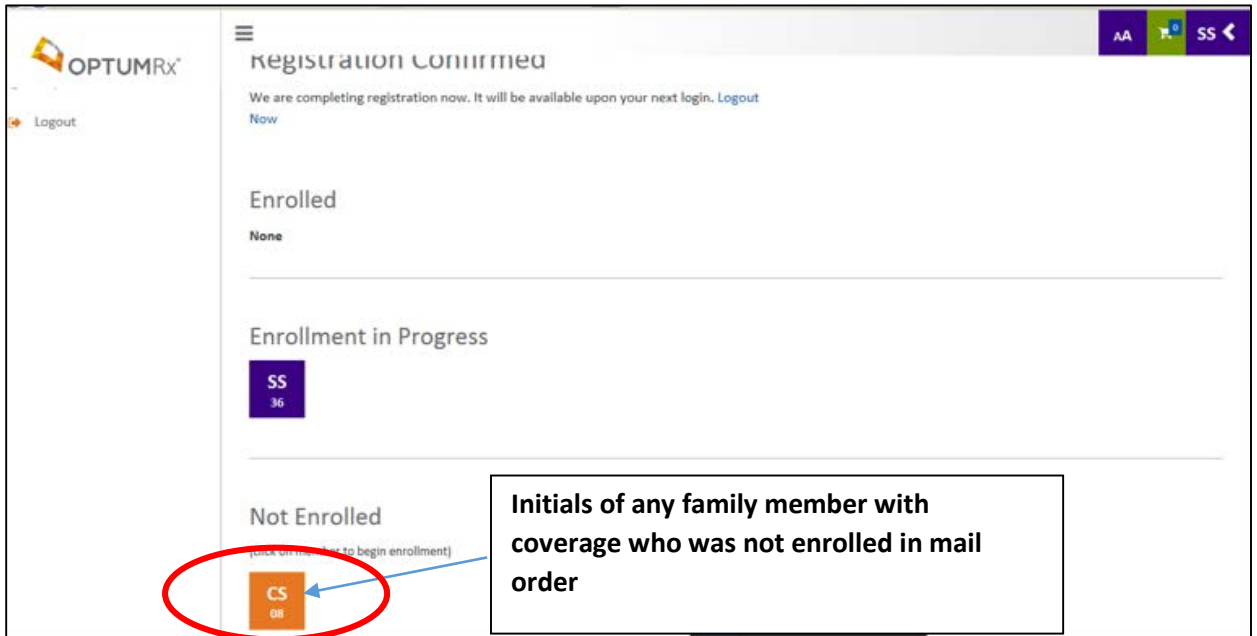 OPTUMRx
AA
0
SS
Logout
Registration Confirmed
We are completing registration now. It will be available upon your next login. Logout
Now
Enrolled
None
Enrollment in Progress
SS
36
Not Enrolled
(Click on member to begin enrollment)
CS
08
Initials of any family member with
coverage who was not enrolled in mail
order